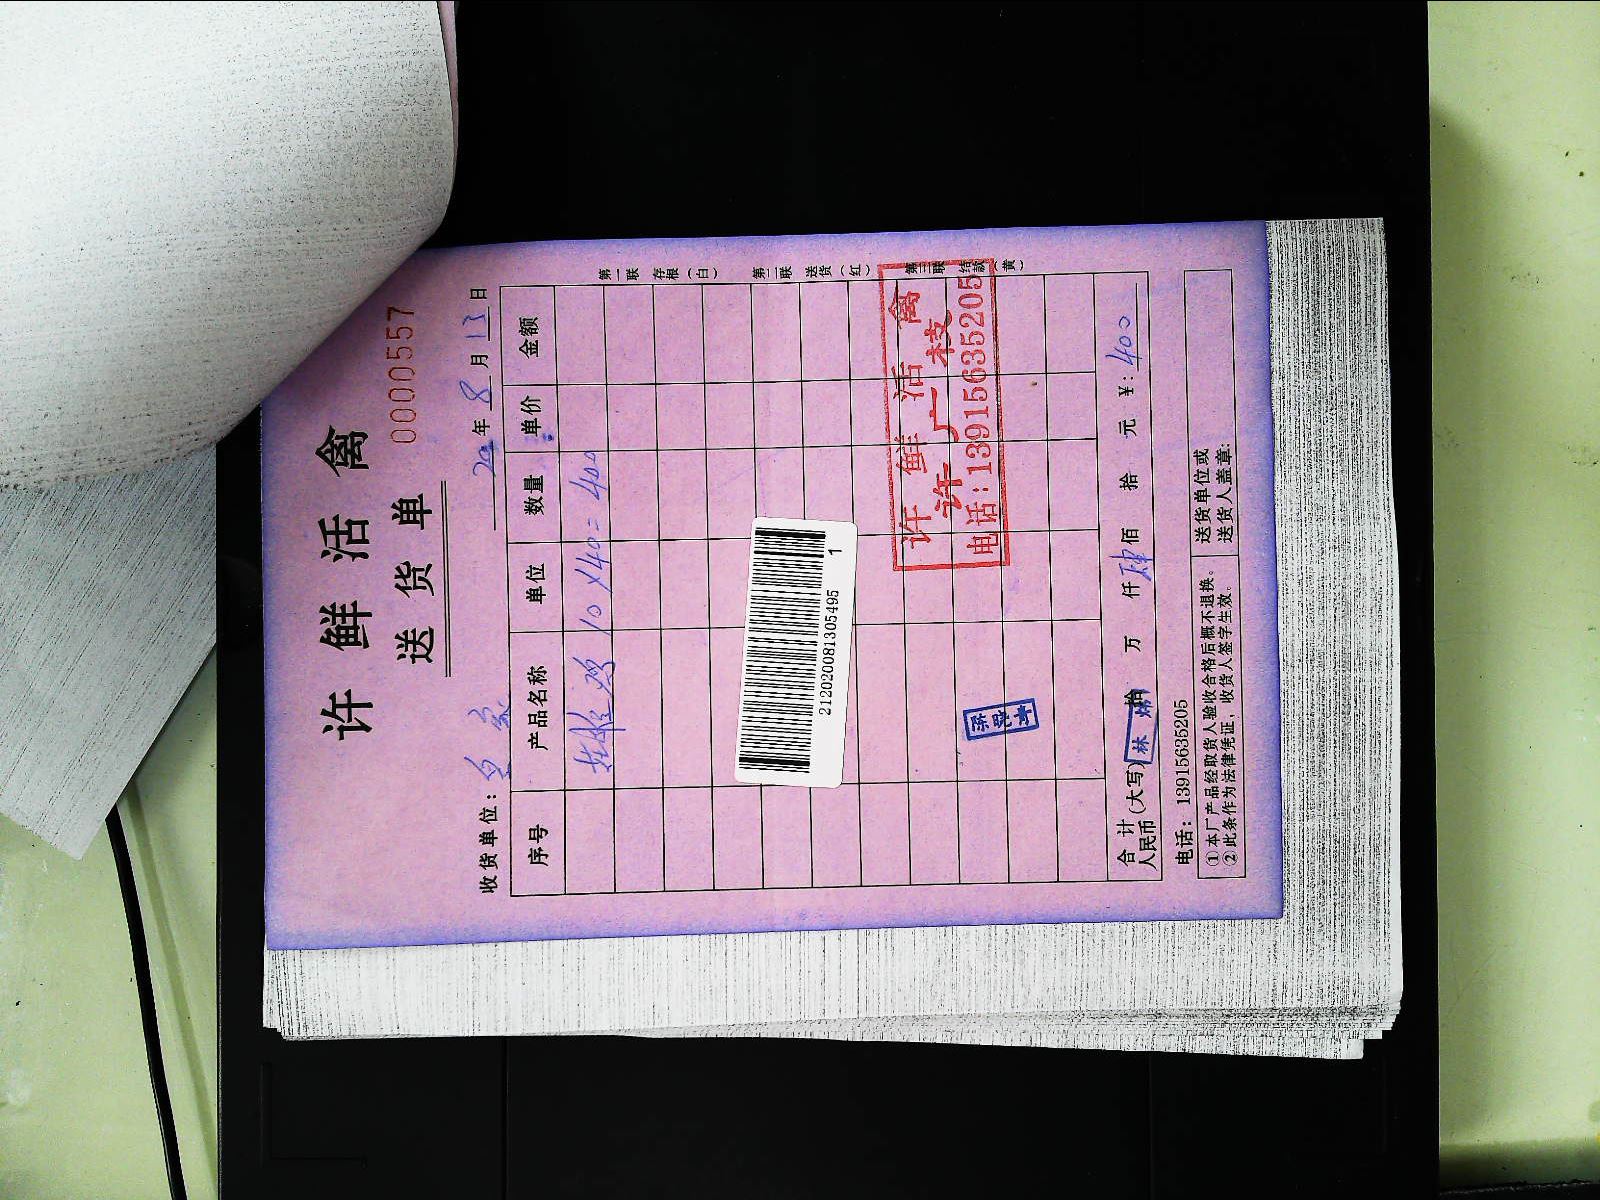 许鲜活禽
送货单
0000557
收货单位：
20年8月13日
序号 产品名称 单位 数量 单价 金额
10×40=400
第一联 存根（白） 第二联 送货（红） 第三联 结款（黄）
212020081305495
1
许鲜活禽
许广枝
电话:13915635205
合计
人民币(大写) 拾 万 仟 肆佰 拾 元 ￥:400
林
电话：13915635205
①本厂产品经取货人验收合格后概不退换。
②此条作为法律凭证，收货人签字生效。
送货单位或
送货人盖章: